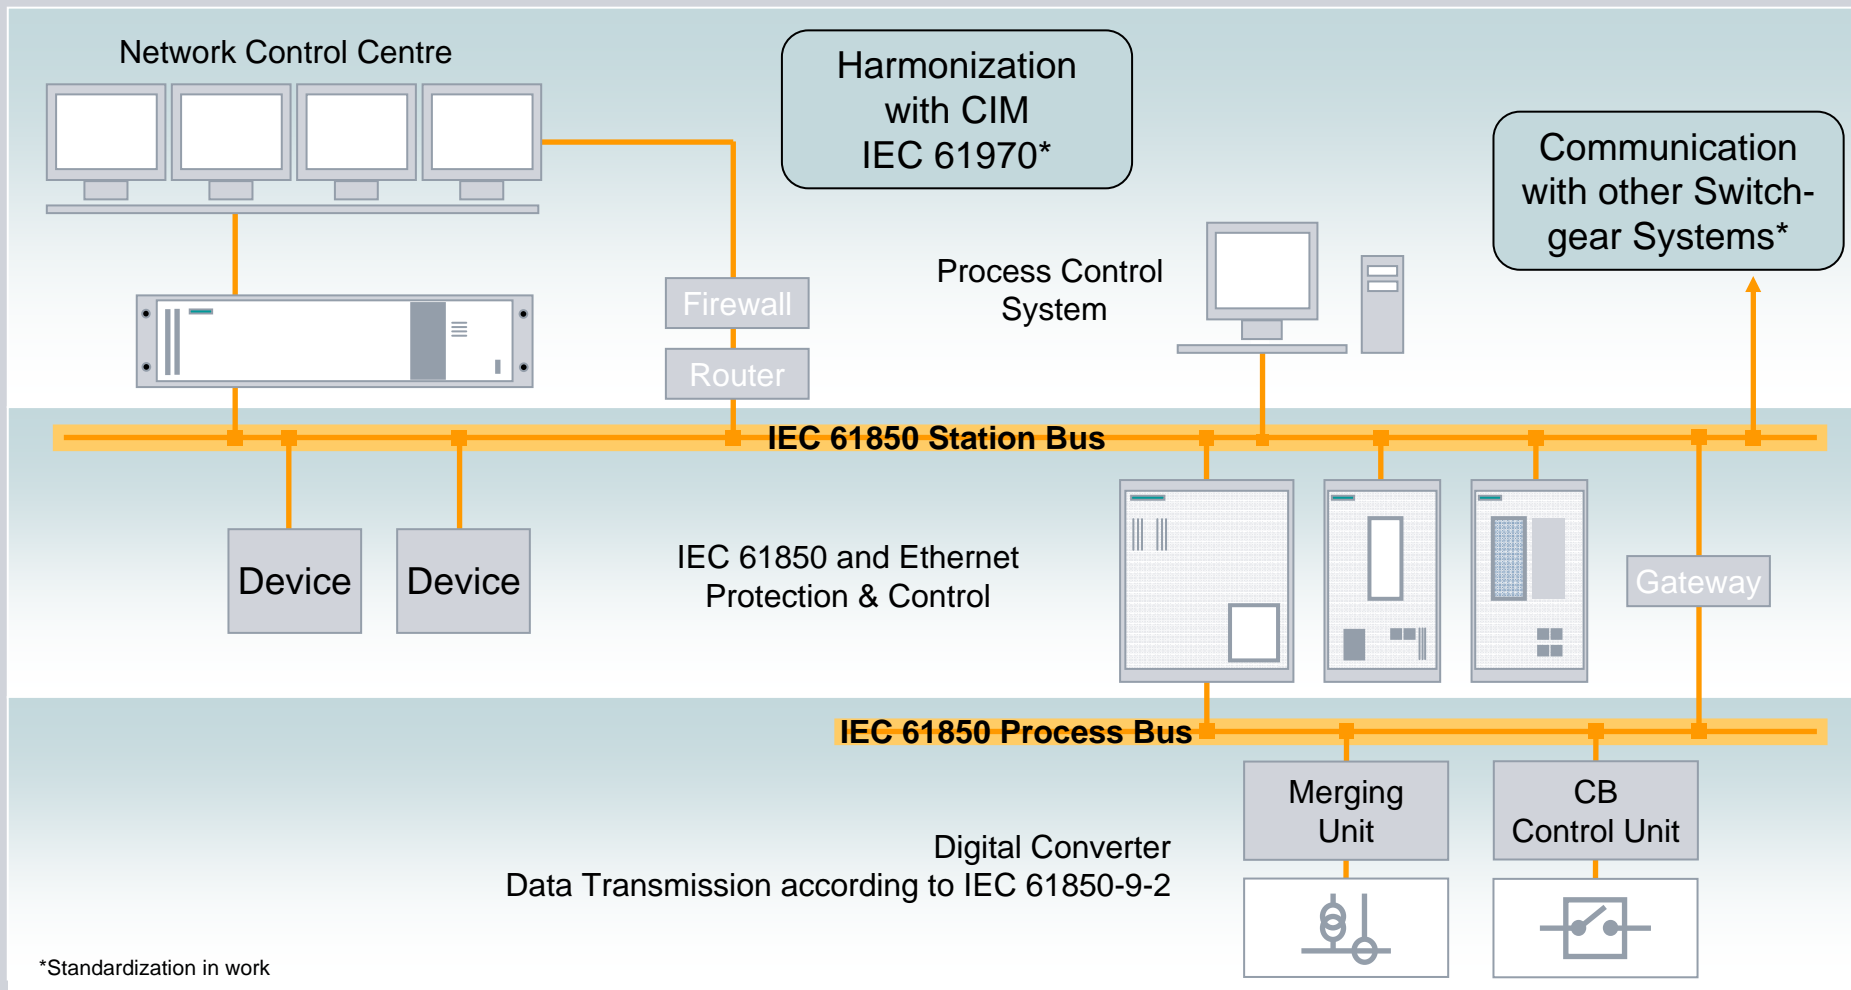 Network Control Centre
Harmonization
with CIM
IEC 61970*
Communication
with other Switch-
gear Systems*
Process Control
System
Firewall
Router
IEC 61850 Station Bus
Device
Device
IEC 61850 and Ethernet
Protection & Control
Gateway
IEC 61850 Process Bus
Merging
Unit
CB
Control Unit
Digital Converter
Data Transmission according to IEC 61850-9-2
*Standardization in work